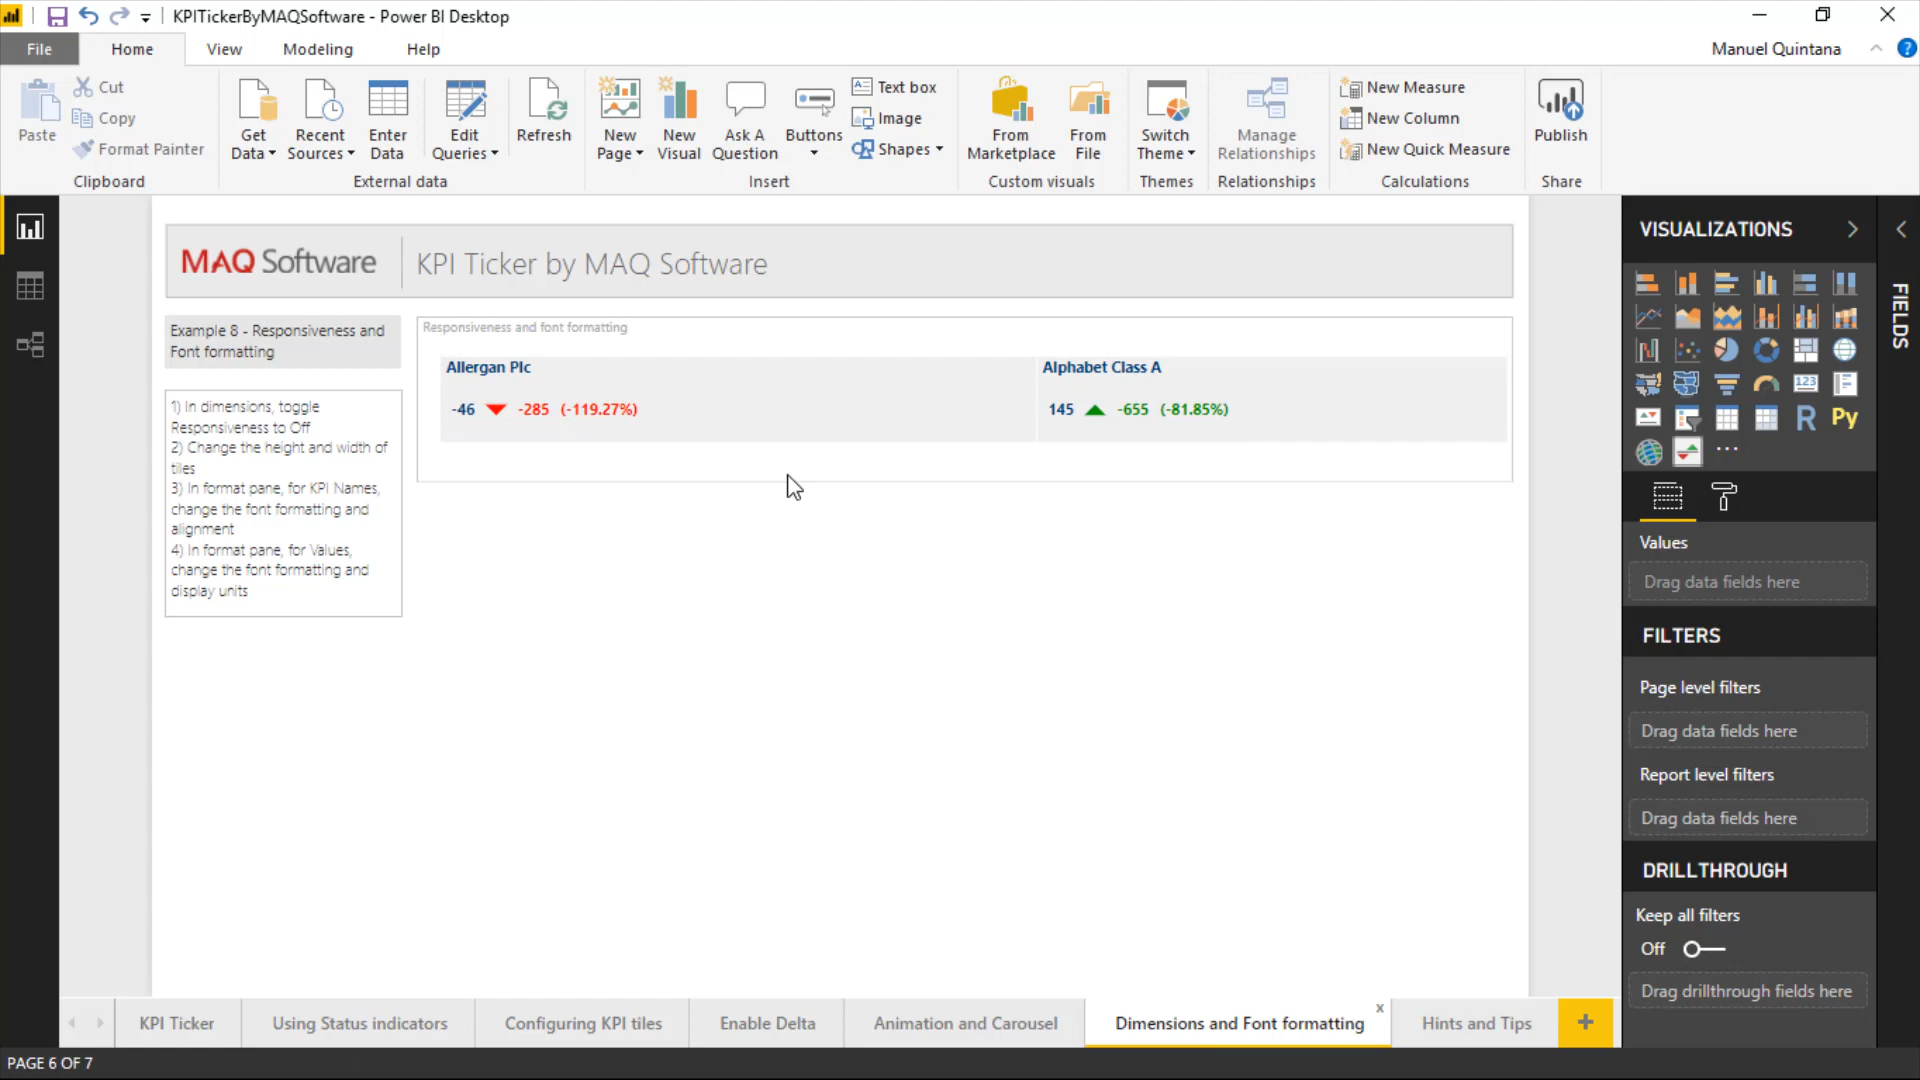 KPITickerByMAQSoftware - Power BI Desktop
File
Home
View
Modeling
Help
Manuel Quintana
?
Paste
Cut
Copy
Format Painter
Clipboard
Get
Data
Recent
Sources
Enter
Data
Edit
Queries
Refresh
External data
New
Page
New
Visual
Ask A
Question
Buttons
Text box
Image
Shapes
Insert
From
Marketplace
From
File
Custom visuals
Switch
Theme
Themes
Manage
Relationships
Relationships
New Measure
New Column
New Quick Measure
Calculations
Publish
Share
MAQ Software
KPI Ticker by MAQ Software
Example 8 - Responsiveness and
Font formatting
1) In dimensions, toggle
Responsiveness to Off
2) Change the height and width of
tiles
3) In format pane, for KPI Names,
change the font formatting and
alignment
4) In format pane, for Values,
change the font formatting and
display units
Responsiveness and font formatting
Allergan Plc
-46 -285 (-119.27%)
Alphabet Class A
145 -655 (-81.85%)
VISUALIZATIONS
123
R
Py
...
Values
Drag data fields here
FILTERS
Page level filters
Drag data fields here
Report level filters
Drag data fields here
DRILLTHROUGH
Keep all filters
Off
Drag drillthrough fields here
FIELDS
KPI Ticker
Using Status indicators
Configuring KPI tiles
Enable Delta
Animation and Carousel
Dimensions and Font formatting
x
Hints and Tips
+
PAGE 6 OF 7